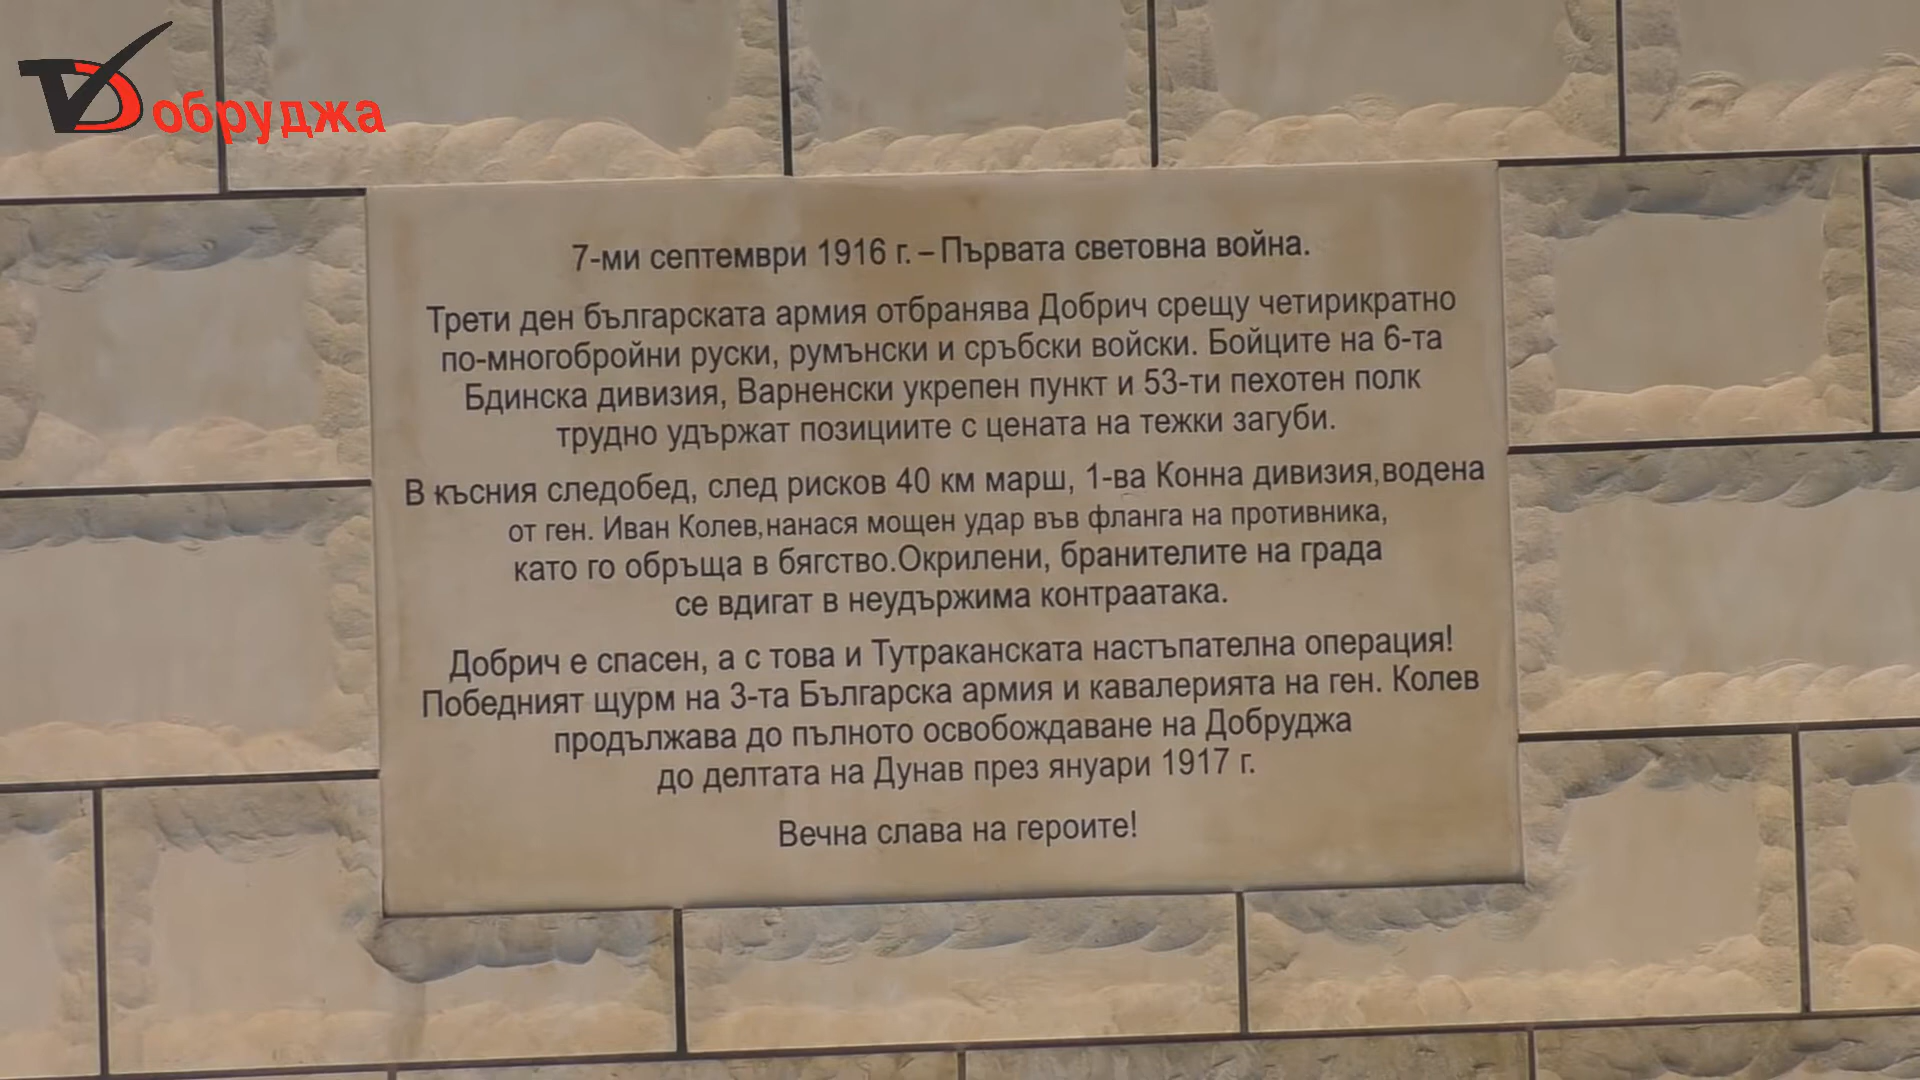 TV Добруджа
7-ми септември 1916 г. – Първата световна война.
Трети ден българската армия отбранява Добрич срещу четирикратно
по-многобройни руски, румънски и сръбски войски. Бойците на 6-та
Бдинска дивизия, Варненски укрепен пункт и 53-ти пехотен полк
трудно удържат позициите с цената на тежки загуби.
В късния следобед, след рисков 40 км марш, 1-ва Конна дивизия,водена
от ген. Иван Колев,нанася мощен удар във фланга на противника,
като го обръща в бягство.Окрилени, бранителите на града
се вдигат в неудържима контраатака.
Добрич е спасен, а с това и Тутраканската настъпателна операция!
Победният щурм на 3-та Българска армия и кавалерията на ген. Колев
продължава до пълното освобождаване на Добруджа
до делтата на Дунав през януари 1917 г.
Вечна слава на героите!